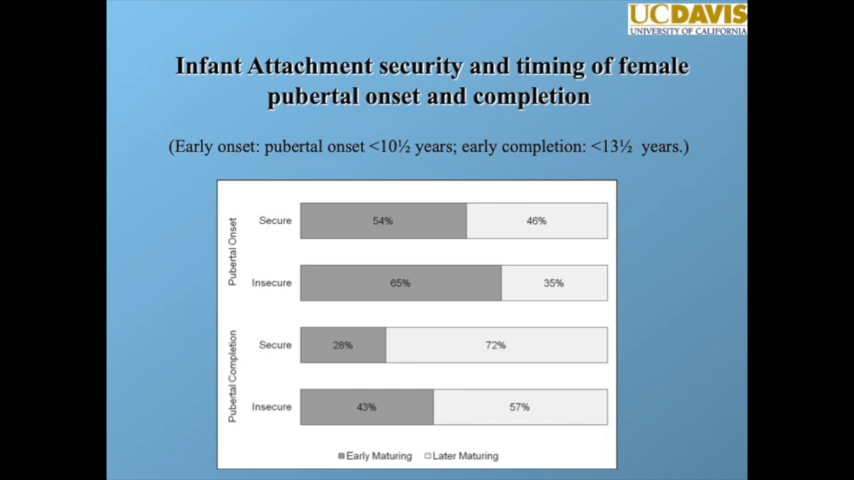 UCDAVIS
UNIVERSITY OF CALIFORNIA
Infant Attachment security and timing of female
pubertal onset and completion
(Early onset: pubertal onset <10½ years; early completion: <13½ years.)
Pubertal Onset
Secure 54% 46%
Insecure 65% 35%
Pubertal Completion
Secure 28% 72%
Insecure 43% 57%
Early Maturing Later Maturing